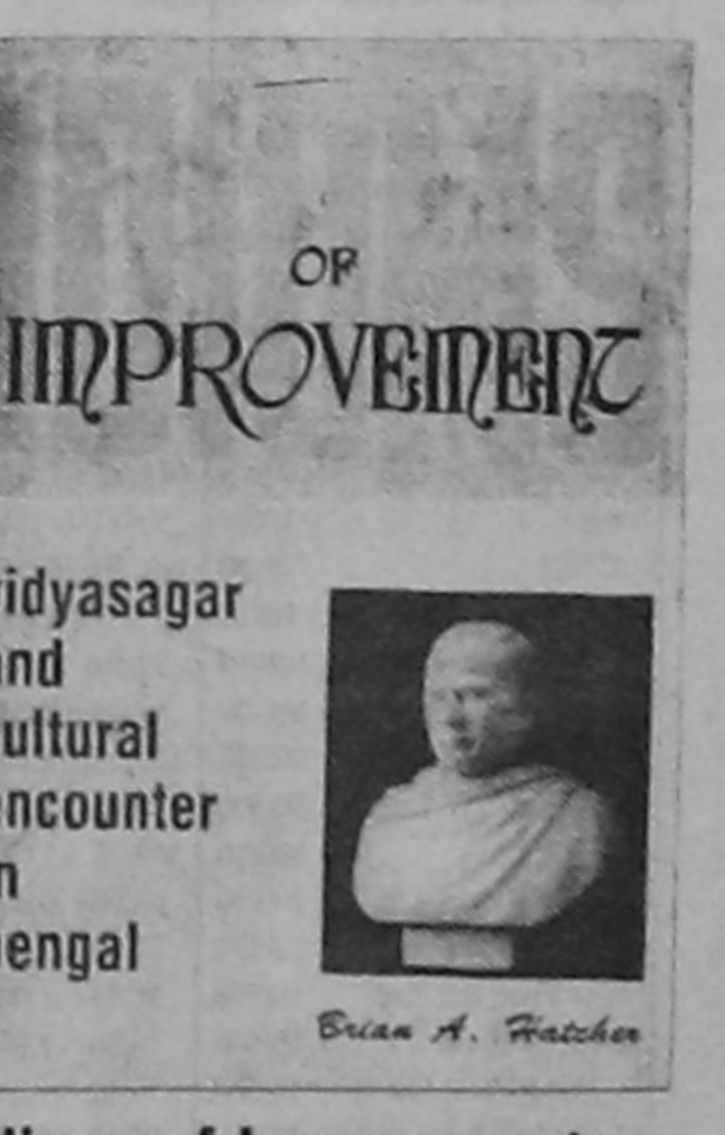 OF
IMPROVEMENT
idyasagar
nd
ultural
ncounter
n
engal
Brian A. Hatcher